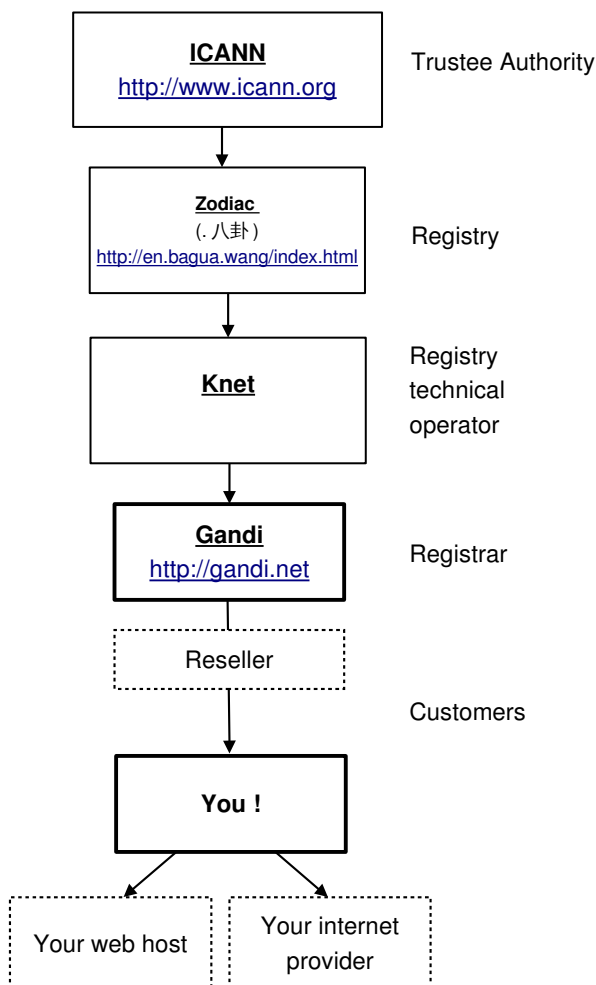 ICANN
http://www.icann.org
Trustee Authority
Zodiac
(. 八卦)
http://en.bagua.wang/index.html
Registry
Knet
Registry
technical
operator
Gandi
http://gandi.net
Registrar
Reseller
Customers
You !
Your web host
Your internet
provider